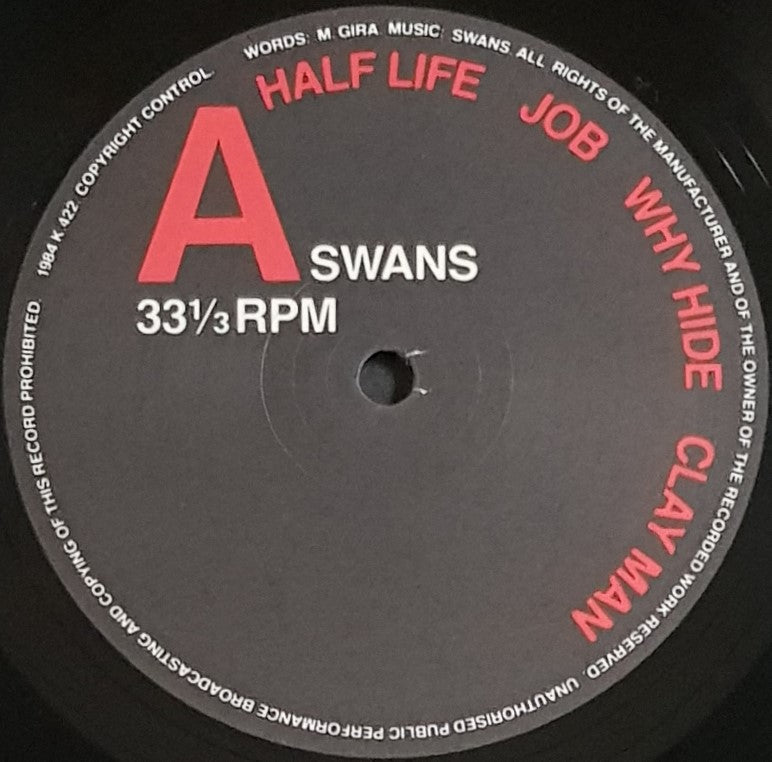 A
SWANS
33⅓ RPM
HALF LIFE JOB WHY HIDE CLAY MAN
1984 K.422 COPYRIGHT CONTROL. WORDS: M. GIRA. MUSIC: SWANS. ALL RIGHTS OF THE MANUFACTURER AND OF THE OWNER OF THE RECORDED WORK RESERVED. UNAUTHORISED PUBLIC PERFORMANCE BROADCASTING AND COPYING OF THIS RECORD PROHIBITED.